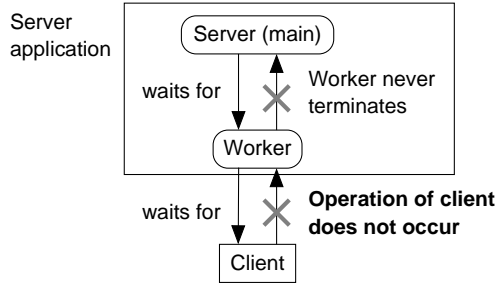 Server
application
Server (main)
waits for
Worker never
terminates
Worker
waits for
Operation of client
does not occur
Client